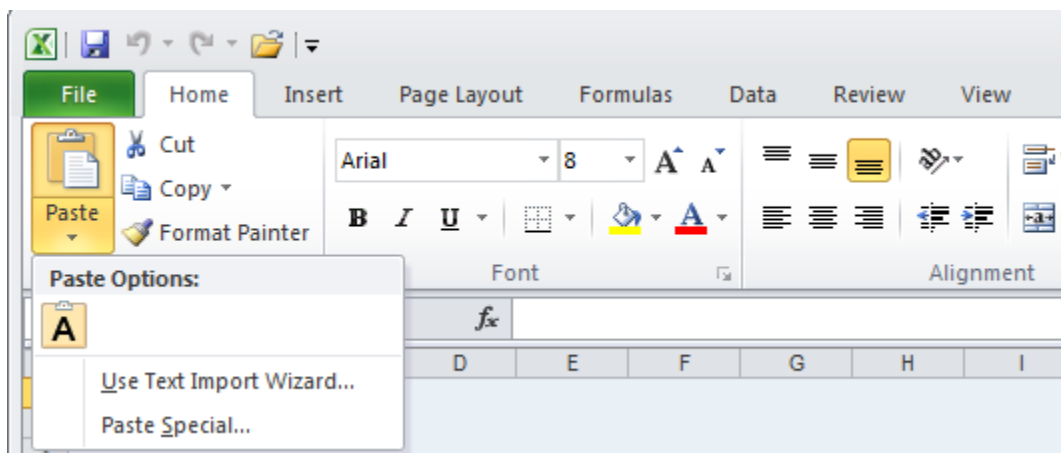 File Home Insert Page Layout Formulas Data Review View
Cut
Arial 8 A A
Copy
Paste
B I U A
Format Painter
Paste Options:
Font Alignment
A
fx
D E F G H I
Use Text Import Wizard...
Paste Special...